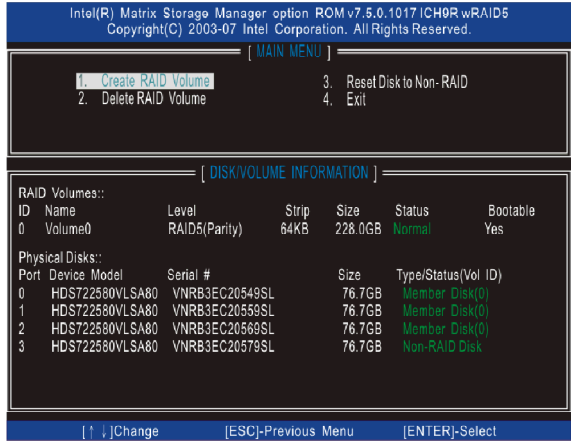 Intel(R) Matrix Storage Manager option ROM v7.5.0.1017 ICH9R wRAID5
Copyright(C) 2003-07 Intel Corporation. All Rights Reserved.
[ MAIN MENU ]
1. Create RAID Volume 3. Reset Disk to Non-RAID
2. Delete RAID Volume 4. Exit
[ DISK/VOLUME INFORMATION ]
RAID Volumes::
ID Name Level Strip Size Status Bootable
0 Volume0 RAID5(Parity) 64KB 228.0GB Normal Yes
Physical Disks::
Port Device Model Serial # Size Type/Status(Vol ID)
0 HDS722580VLSA80 VNRB3EC20549SL 76.7GB Member Disk(0)
1 HDS722580VLSA80 VNRB3EC20559SL 76.7GB Member Disk(0)
2 HDS722580VLSA80 VNRB3EC20569SL 76.7GB Member Disk(0)
3 HDS722580VLSA80 VNRB3EC20579SL 76.7GB Non-RAID Disk
[↑↓]Change [ESC]-Previous Menu [ENTER]-Select